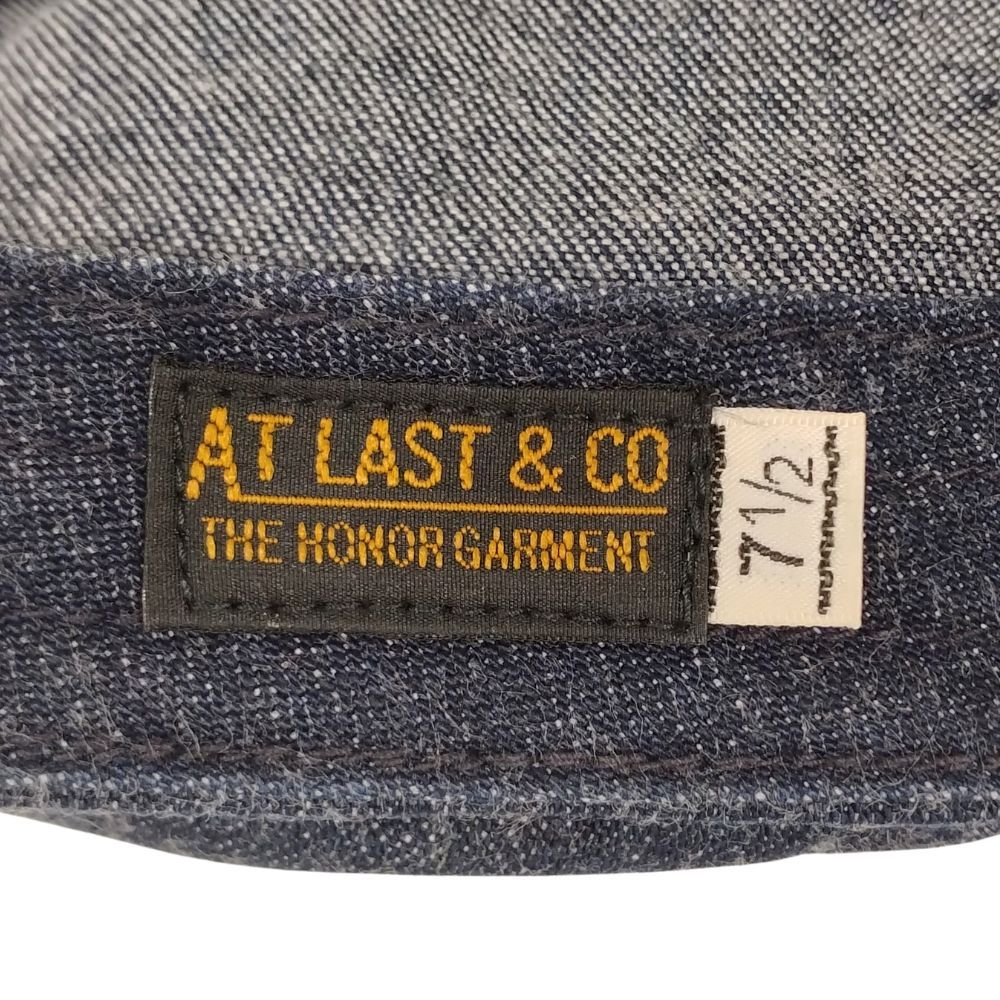 AT LAST & CO
THE HONOR GARMENT
7 1/2